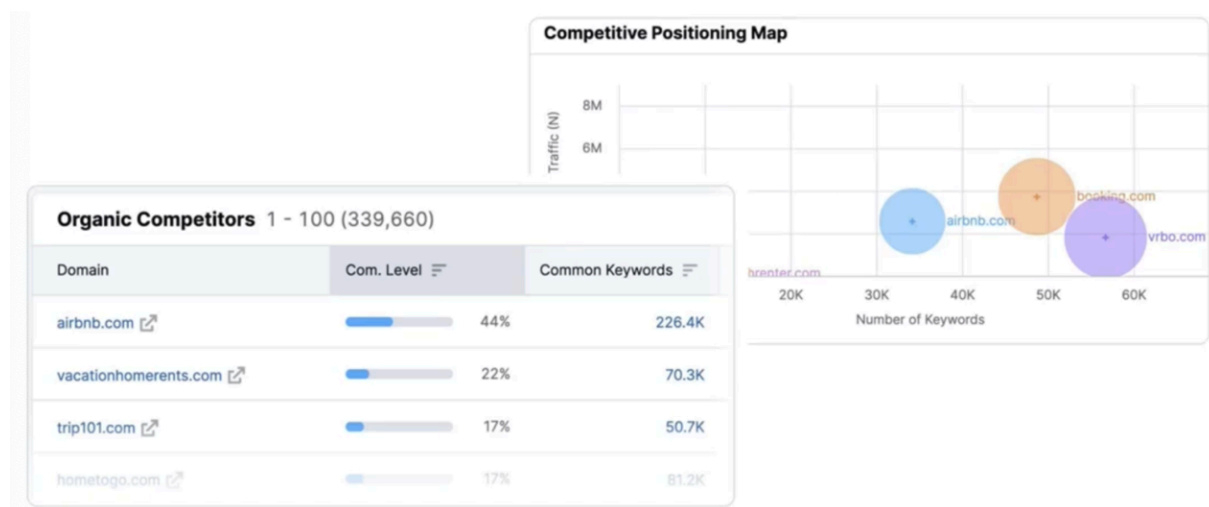 Competitive Positioning Map
Traffic (N)
8M
6M
booking.com
airbnb.com
vrbo.com
hrenter.com
20K 30K 40K 50K 60K
Number of Keywords
Organic Competitors 1 - 100 (339,660)
Domain Com. Level Common Keywords
airbnb.com 44% 226.4K
vacationhomerents.com 22% 70.3K
trip101.com 17% 50.7K
hometogo.com 17% 81.2K